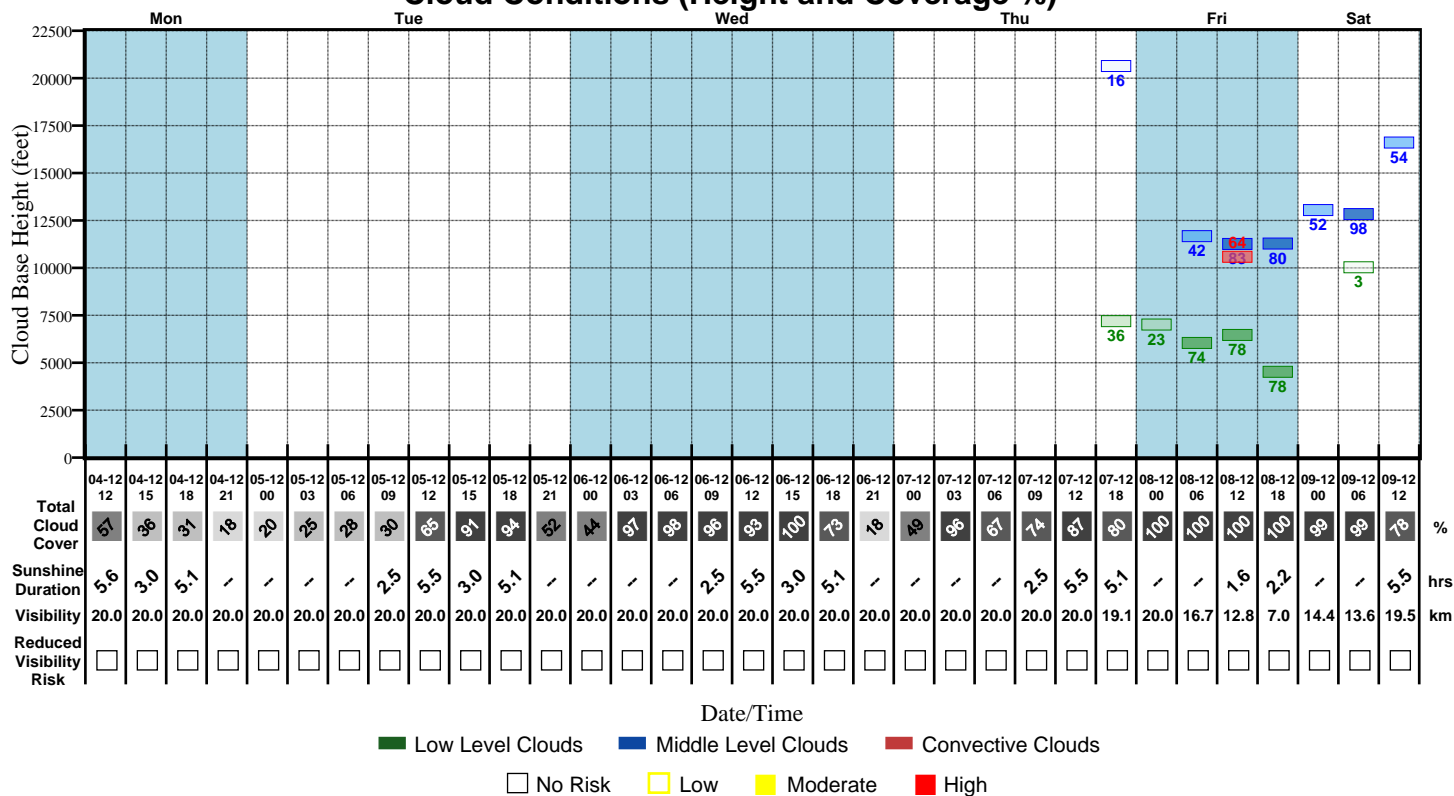 Cloud Conditions (Height and Coverage %)
Mon Tue Wed Thu Fri Sat
Cloud Base Height (feet)
22500
20000
17500
15000
12500
10000
7500
5000
2500
0
16
54
52
98
42
64
83
80
3
36
23
74
78
78
04-12 04-12 04-12 04-12 05-12 05-12 05-12 05-12 05-12 05-12 05-12 05-12 06-12 06-12 06-12 06-12 06-12 06-12 06-12 06-12 07-12 07-12 07-12 07-12 07-12 07-12 08-12 08-12 08-12 08-12 09-12 09-12 09-12
12 15 18 21 00 03 06 09 12 15 18 21 00 03 06 09 12 15 18 21 00 03 06 09 12 18 00 06 12 18 00 06 12
Total Cloud Cover 57 36 31 18 20 25 28 30 65 91 94 52 44 97 98 96 93 100 73 18 49 96 67 74 87 80 100 100 100 100 99 99 78 %
Sunshine Duration 5.6 3.0 5.1 -- -- -- -- 2.5 5.5 3.0 5.1 -- -- -- -- 2.5 5.5 3.0 5.1 -- -- -- -- 2.5 5.5 5.1 -- -- 1.6 2.2 -- -- 5.5 hrs
Visibility 20.0 20.0 20.0 20.0 20.0 20.0 20.0 20.0 20.0 20.0 20.0 20.0 20.0 20.0 20.0 20.0 20.0 20.0 20.0 20.0 20.0 20.0 20.0 20.0 20.0 19.1 20.0 16.7 12.8 7.0 14.4 13.6 19.5 km
Reduced Visibility Risk
Date/Time
Low Level Clouds Middle Level Clouds Convective Clouds
No Risk Low Moderate High